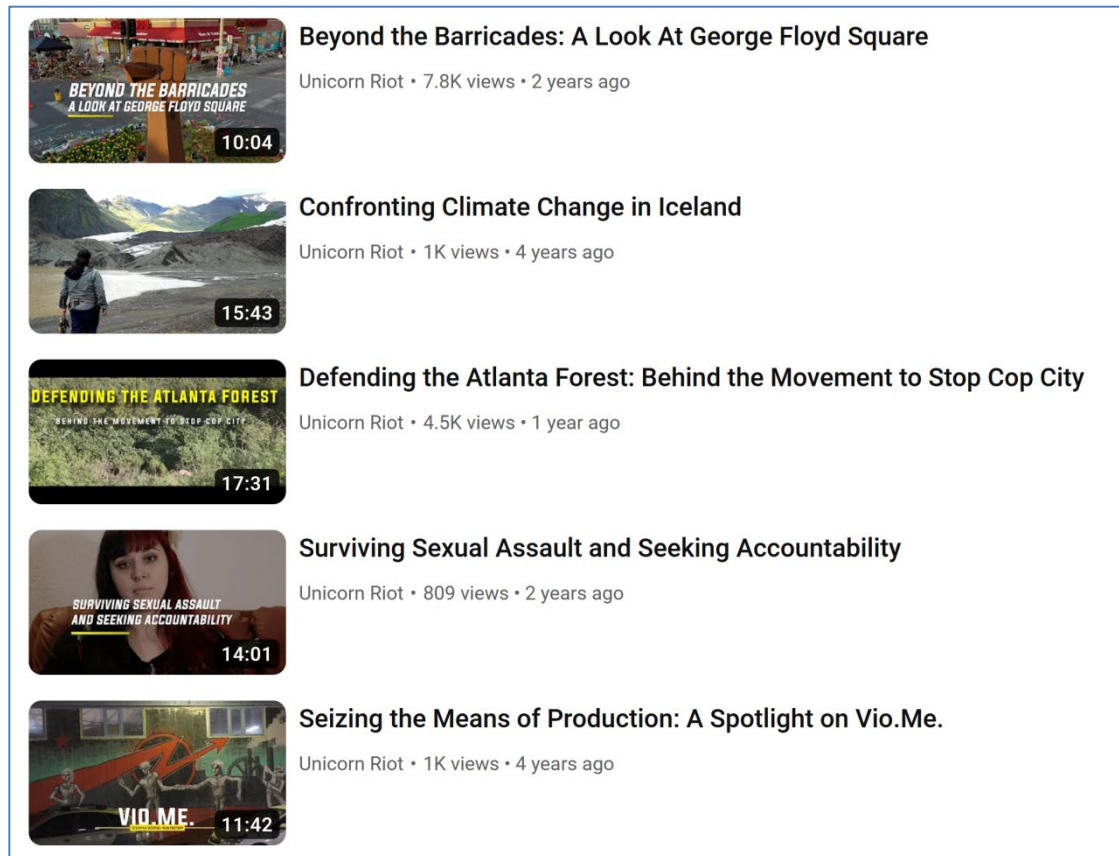 BEYOND THE BARRICADES
A LOOK AT GEORGE FLOYD SQUARE
10:04
Beyond the Barricades: A Look At George Floyd Square
Unicorn Riot • 7.8K views • 2 years ago
15:43
Confronting Climate Change in Iceland
Unicorn Riot • 1K views • 4 years ago
DEFENDING THE ATLANTA FOREST
BEHIND THE MOVEMENT TO STOP COP CITY
17:31
Defending the Atlanta Forest: Behind the Movement to Stop Cop City
Unicorn Riot • 4.5K views • 1 year ago
SURVIVING SEXUAL ASSAULT
AND SEEKING ACCOUNTABILITY
14:01
Surviving Sexual Assault and Seeking Accountability
Unicorn Riot • 809 views • 2 years ago
VIO.ME.
11:42
Seizing the Means of Production: A Spotlight on Vio.Me.
Unicorn Riot • 1K views • 4 years ago